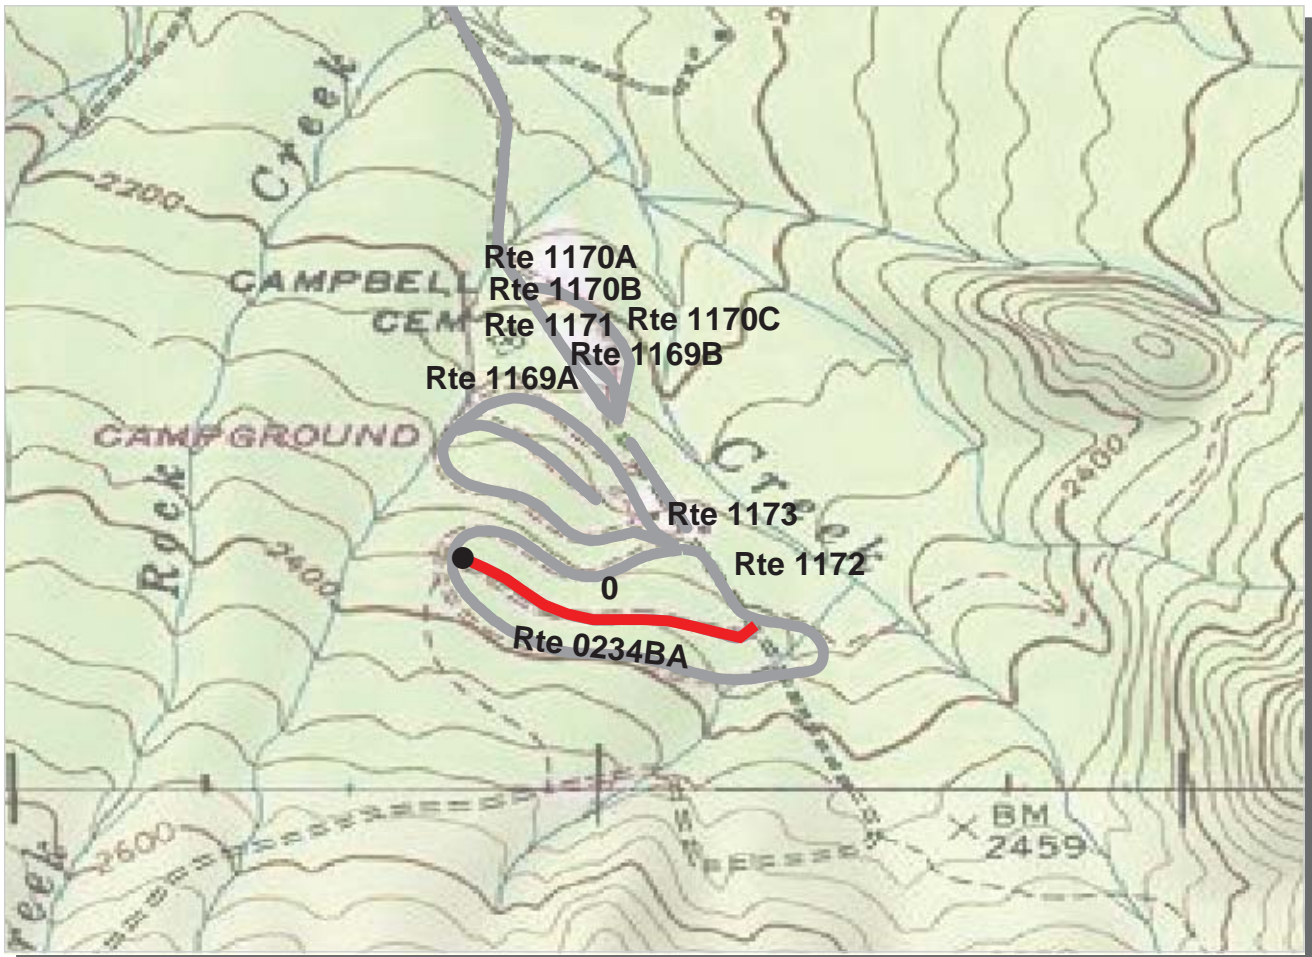 Creek
2200
Rte 1170A
CAMPBELL
Rte 1170B
CEM
Rte 1171
Rte 1170C
Rte 1169B
Rte 1169A
CAMPGROUND
Creek
2400
Rock
Rte 1173
2400
Rte 1172
0
Rte 0234BA
BM
2459
2600
reek